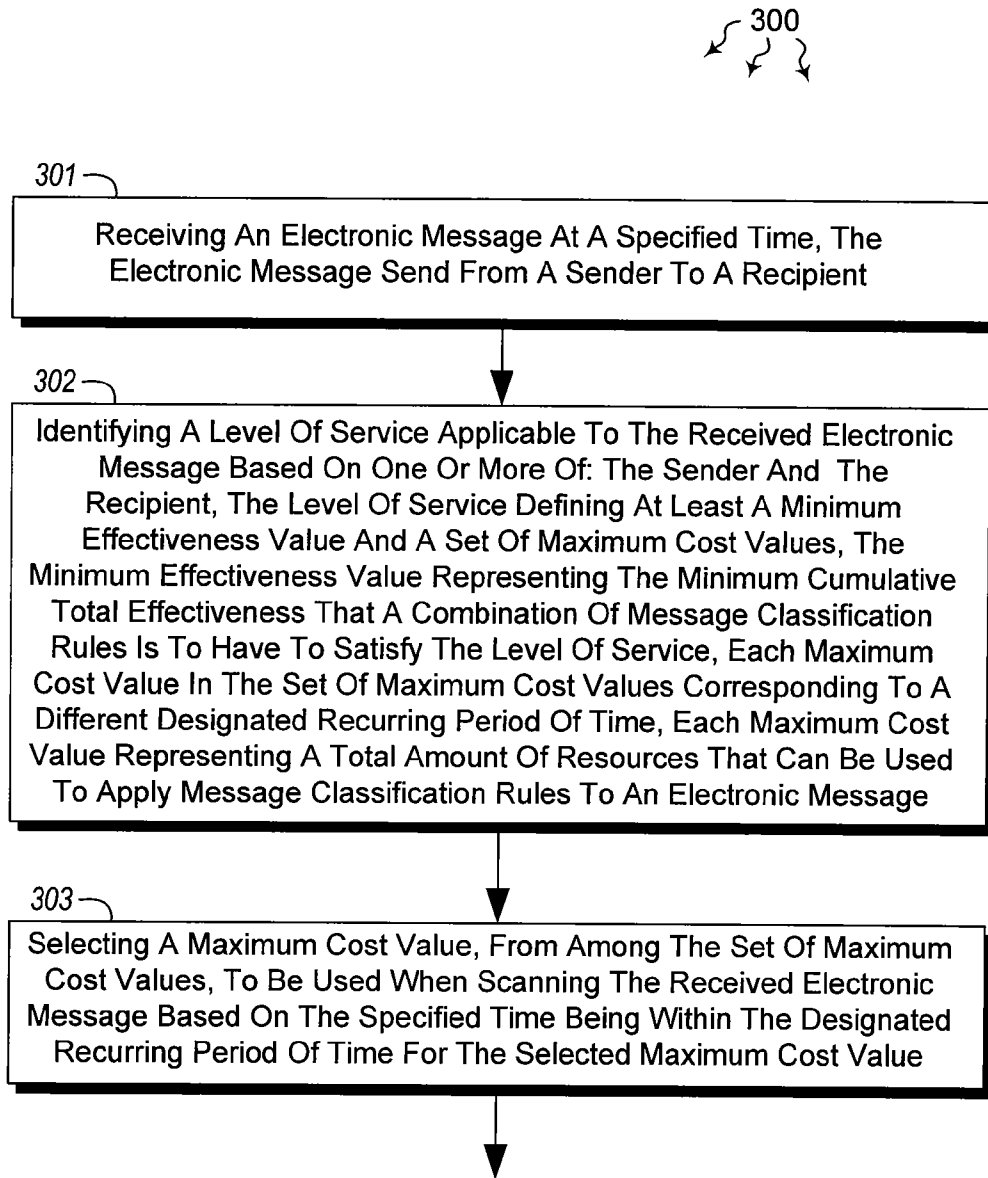 300
301
Receiving An Electronic Message At A Specified Time, The
Electronic Message Send From A Sender To A Recipient
302
Identifying A Level Of Service Applicable To The Received Electronic
Message Based On One Or More Of: The Sender And The
Recipient, The Level Of Service Defining At Least A Minimum
Effectiveness Value And A Set Of Maximum Cost Values, The
Minimum Effectiveness Value Representing The Minimum Cumulative
Total Effectiveness That A Combination Of Message Classification
Rules Is To Have To Satisfy The Level Of Service, Each Maximum
Cost Value In The Set Of Maximum Cost Values Corresponding To A
Different Designated Recurring Period Of Time, Each Maximum Cost
Value Representing A Total Amount Of Resources That Can Be Used
To Apply Message Classification Rules To An Electronic Message
303
Selecting A Maximum Cost Value, From Among The Set Of Maximum
Cost Values, To Be Used When Scanning The Received Electronic
Message Based On The Specified Time Being Within The Designated
Recurring Period Of Time For The Selected Maximum Cost Value